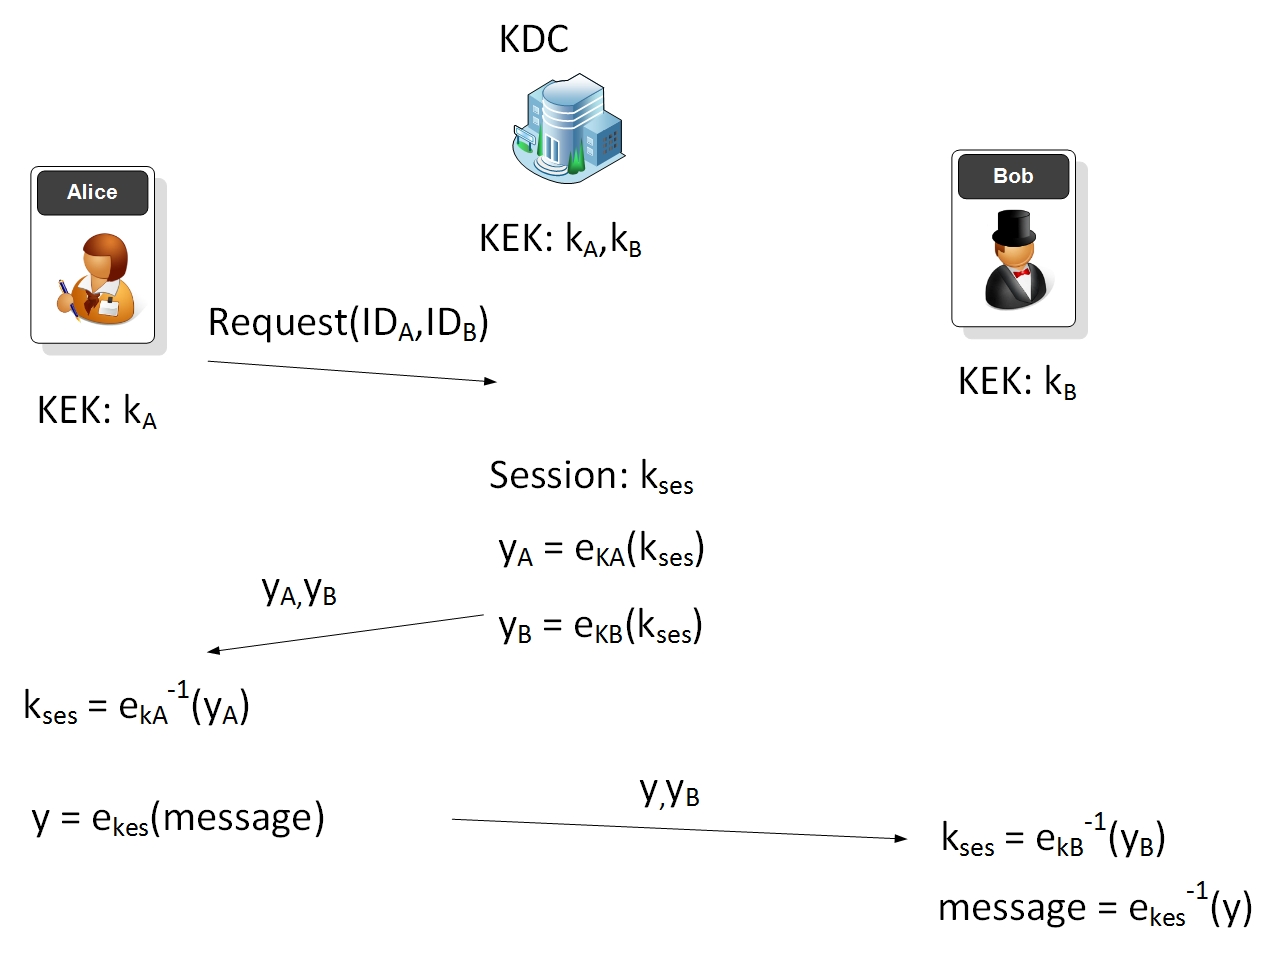 KDC
Alice
Bob
KEK: kA,kB
Request(IDA,IDB)
KEK: kA
KEK: kB
Session: kses
yA = eKA(kses)
yA,yB
yB = eKB(kses)
kses = ekA-1(yA)
y,yB
y = ekes(message)
kses = ekB-1(yB)
message = ekes-1(y)